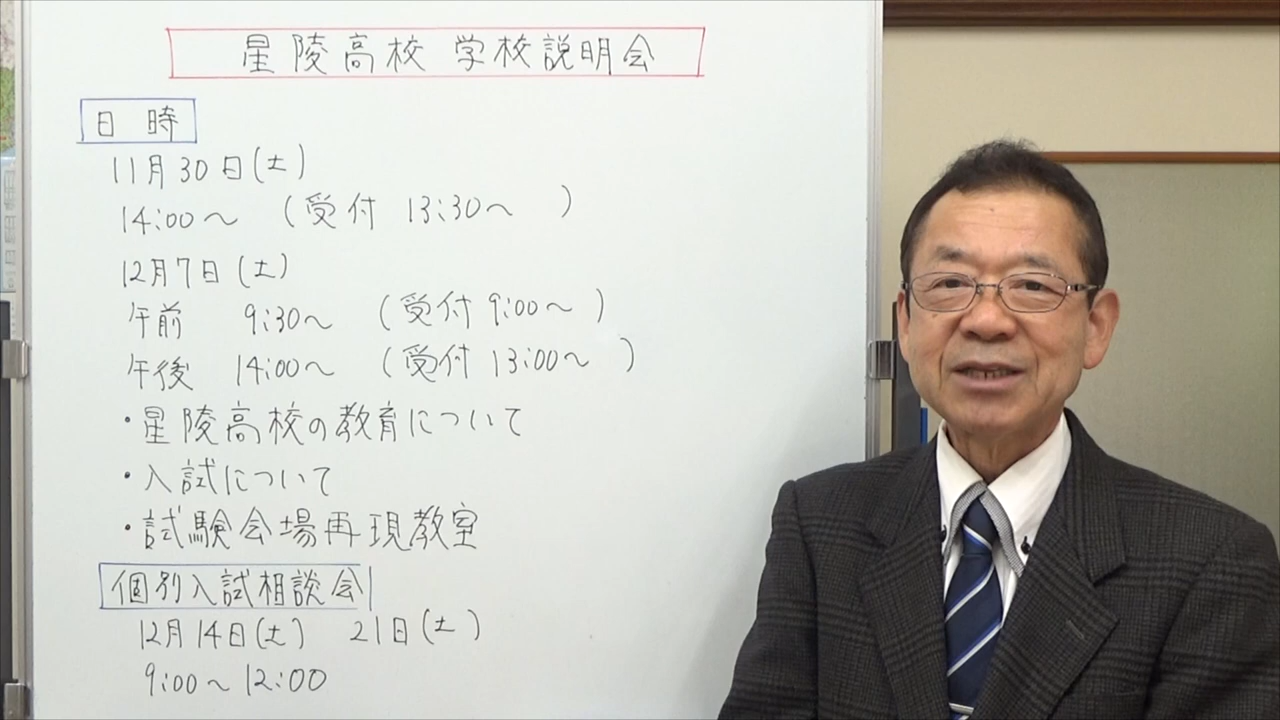 星陵高校 学校説明会
日時
11月30日(土)
14:00～ (受付 13:30～ )
12月7日(土)
午前 9:30～ (受付 9:00～ )
午後 14:00～ (受付 13:00～ )
・星陵高校の教育について
・入試について
・試験会場再現教室
個別入試相談会
12月14日(土) 21日(土)
9:00～12:00